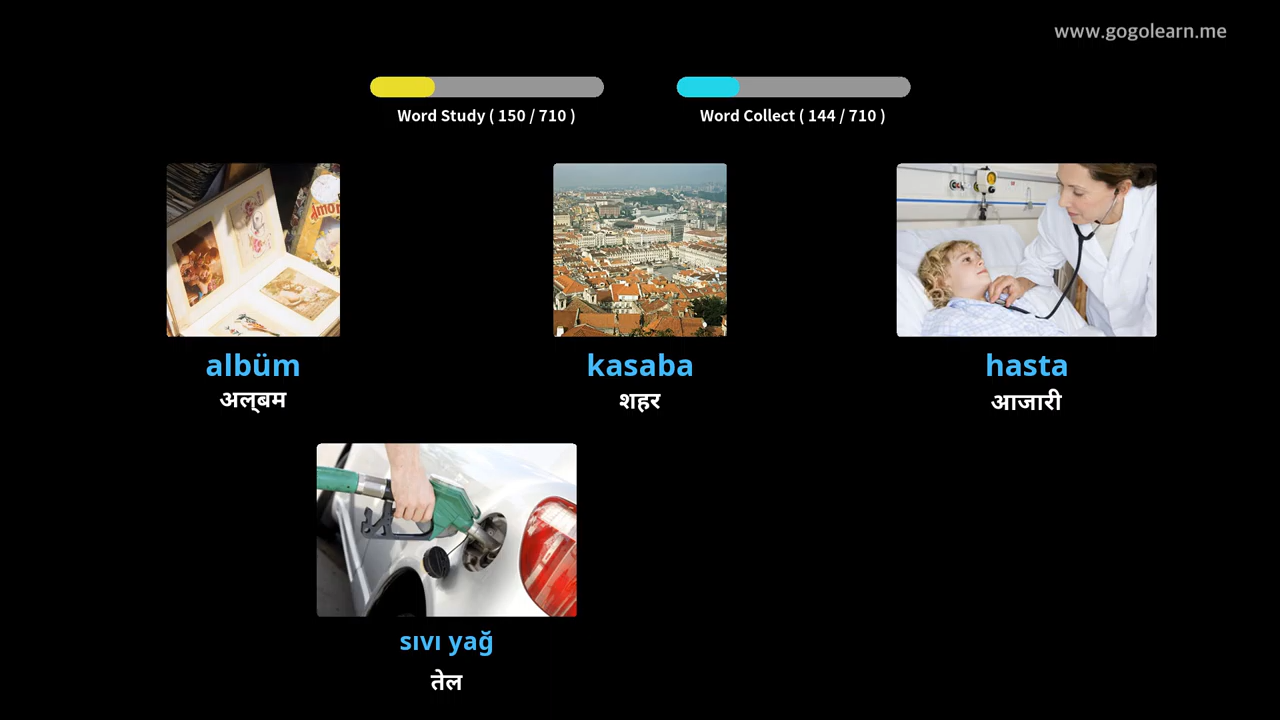 www.gogolearn.me
Word Study ( 150 / 710 )
Word Collect ( 144 / 710 )
albüm
अल्‌बम
kasaba
शहर
hasta
आजारी
sıvı yağ
तेल